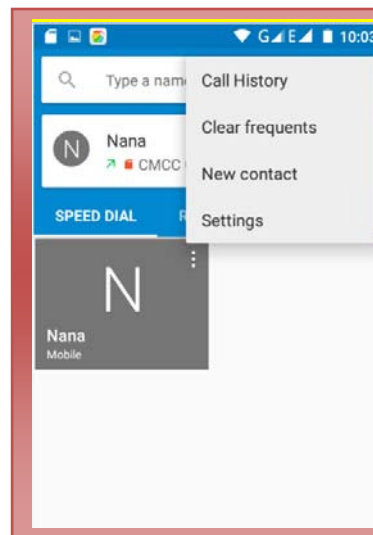 G E 10:03
Type a nam
Call History
Clear frequents
N
Nana
CMCC
New contact
SPEED DIAL
Settings
N
Nana
Mobile